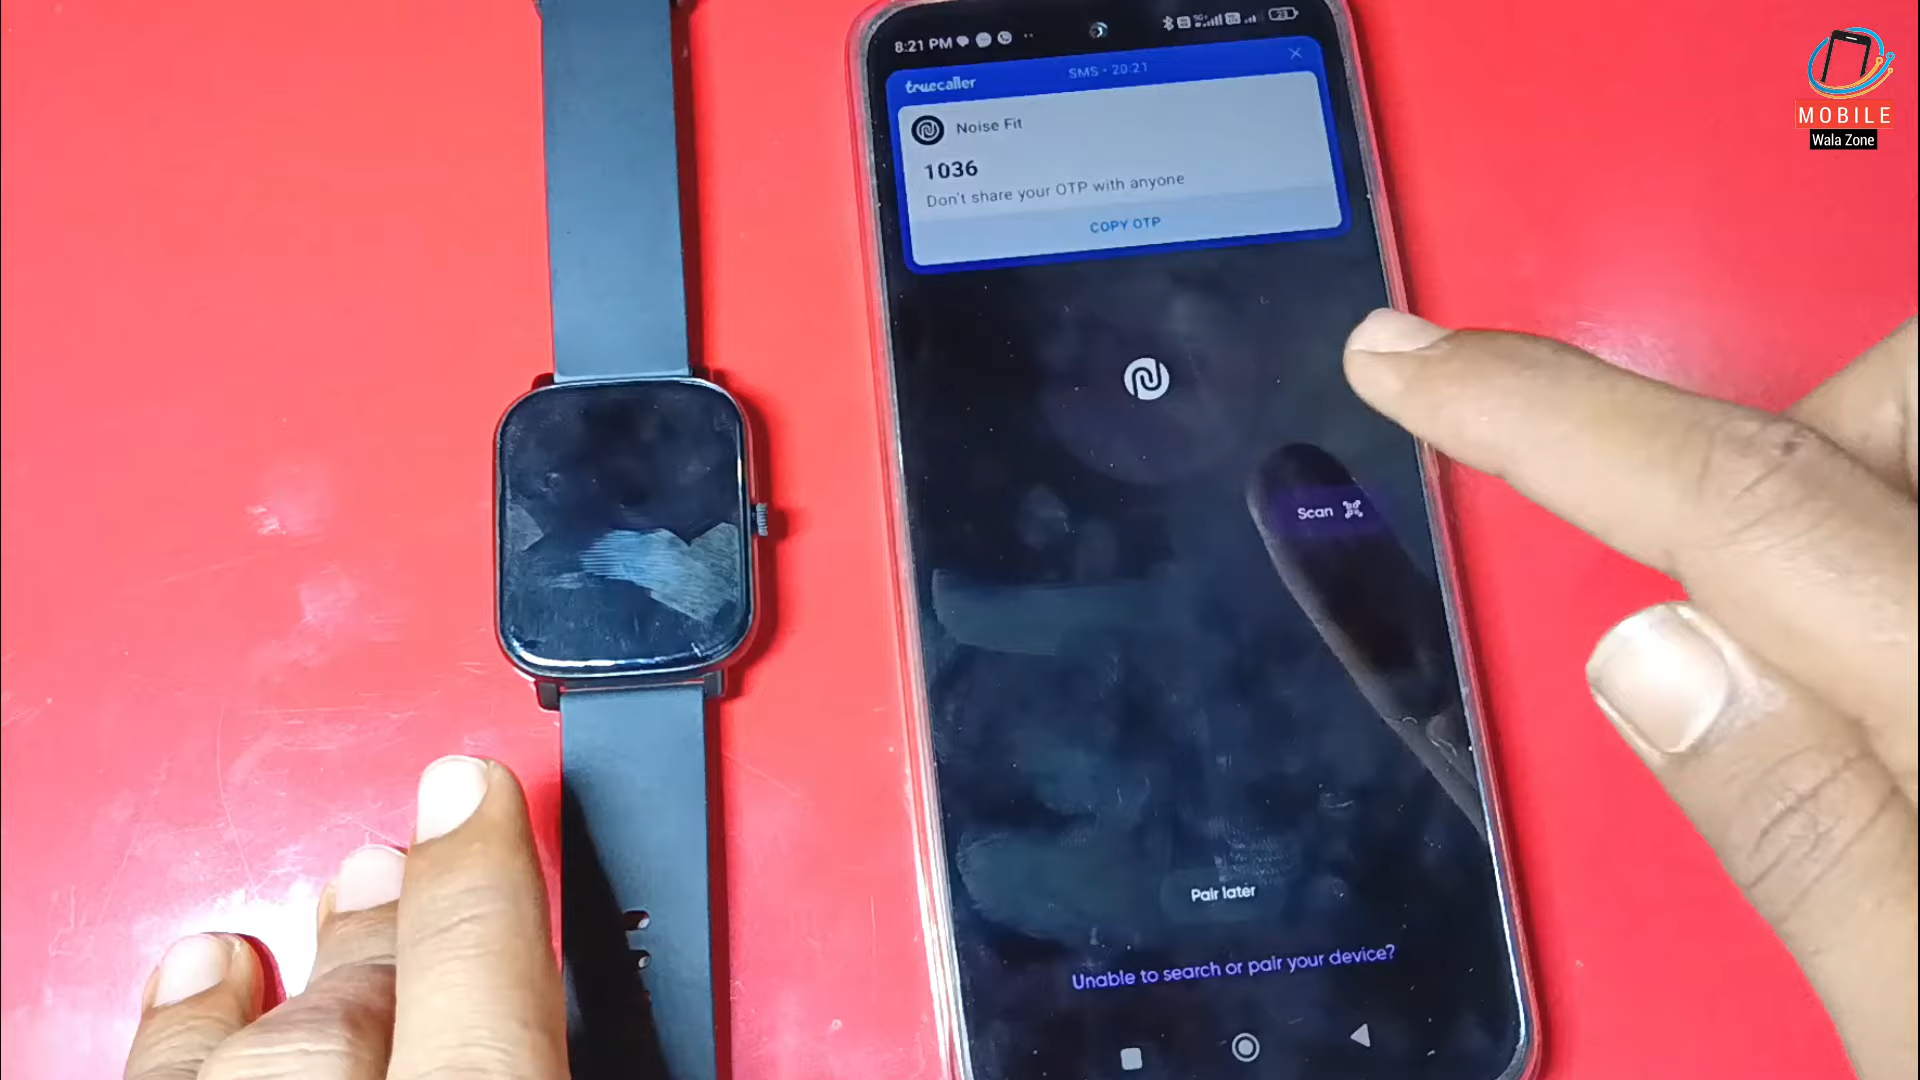 8:21 PM
23
truecaller
SMS • 20:21
Noise Fit
1036
Don't share your OTP with anyone
COPY OTP
Scan
Pair later
Unable to search or pair your device?
MOBILE
Wala Zone